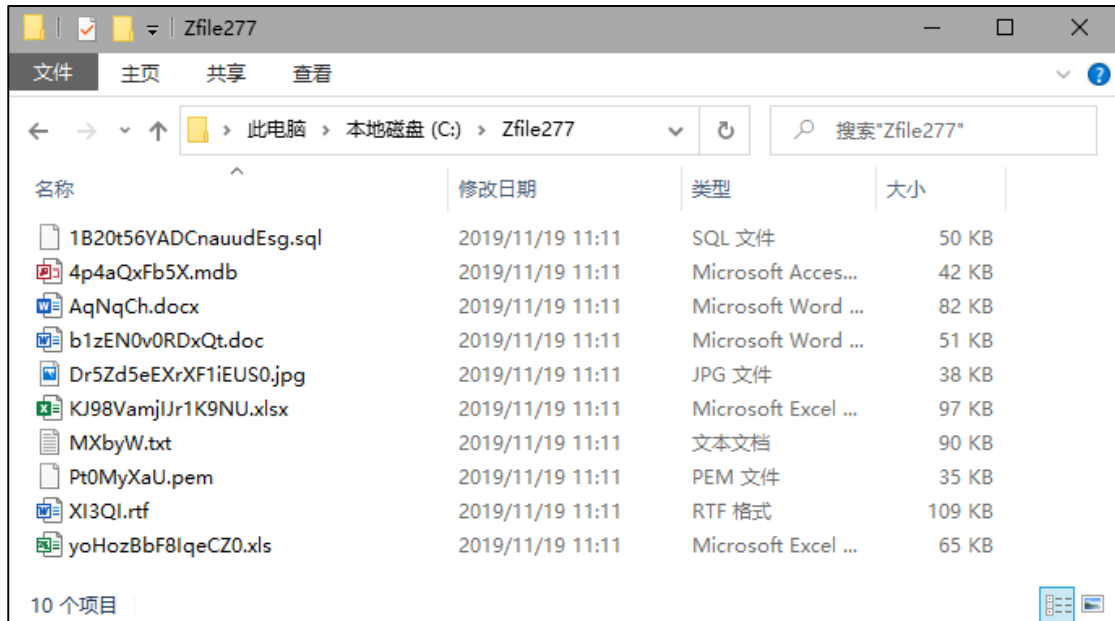 Zfile277
文件 主页 共享 查看
此电脑 › 本地磁盘 (C:) › Zfile277 搜索"Zfile277"
名称 修改日期 类型 大小
1B20t56YADCnauudEsg.sql 2019/11/19 11:11 SQL 文件 50 KB
4p4aQxFb5X.mdb 2019/11/19 11:11 Microsoft Acces... 42 KB
AqNqCh.docx 2019/11/19 11:11 Microsoft Word ... 82 KB
b1zEN0v0RDxQt.doc 2019/11/19 11:11 Microsoft Word ... 51 KB
Dr5Zd5eEXrXF1iEUS0.jpg 2019/11/19 11:11 JPG 文件 38 KB
KJ98VamjIJr1K9NU.xlsx 2019/11/19 11:11 Microsoft Excel ... 97 KB
MXbyW.txt 2019/11/19 11:11 文本文档 90 KB
Pt0MyXaU.pem 2019/11/19 11:11 PEM 文件 35 KB
XI3QI.rtf 2019/11/19 11:11 RTF 格式 109 KB
yoHozBbF8IqeCZ0.xls 2019/11/19 11:11 Microsoft Excel ... 65 KB
10 个项目